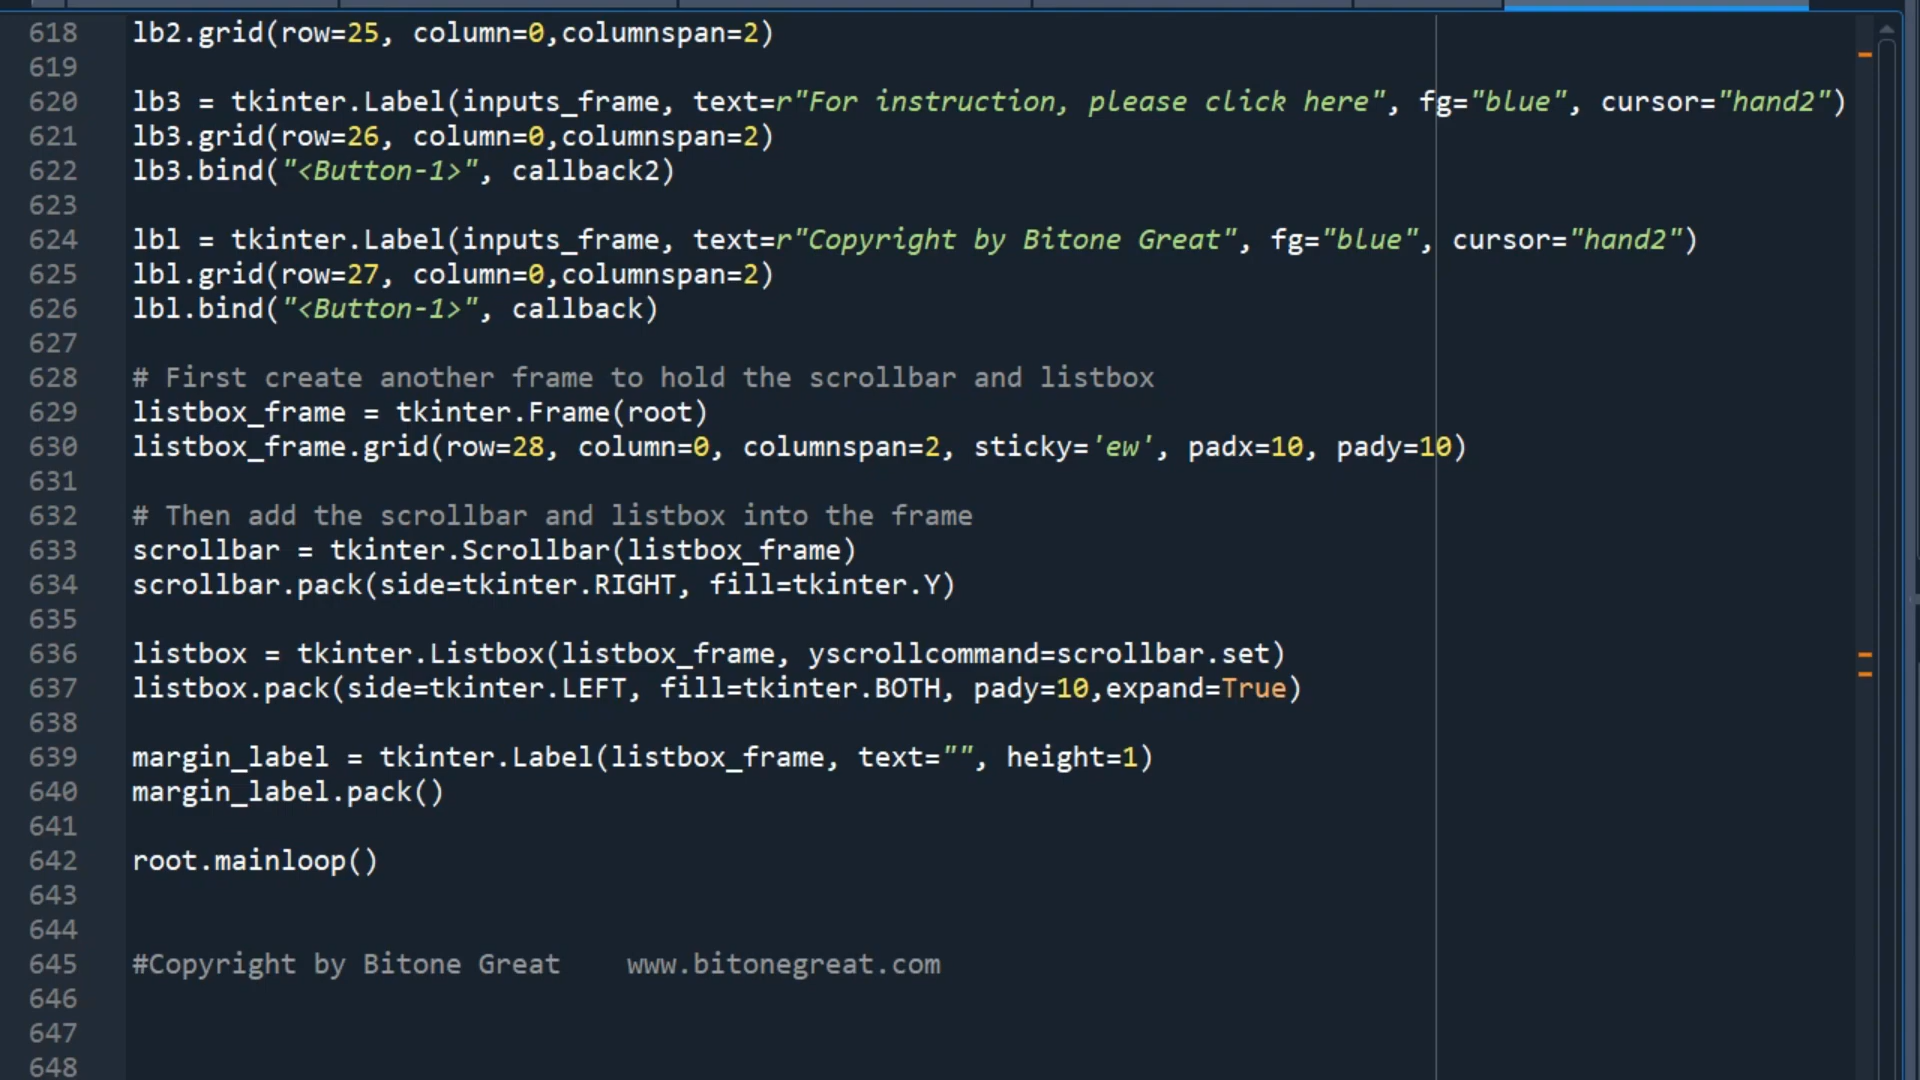 618 lb2.grid(row=25, column=0,columnspan=2)
619
620 lb3 = tkinter.Label(inputs_frame, text=r"For instruction, please click here", fg="blue", cursor="hand2")
621 lb3.grid(row=26, column=0,columnspan=2)
622 lb3.bind("<Button-1>", callback2)
623
624 lbl = tkinter.Label(inputs_frame, text=r"Copyright by Bitone Great", fg="blue", cursor="hand2")
625 lbl.grid(row=27, column=0,columnspan=2)
626 lbl.bind("<Button-1>", callback)
627
628 # First create another frame to hold the scrollbar and listbox
629 listbox_frame = tkinter.Frame(root)
630 listbox_frame.grid(row=28, column=0, columnspan=2, sticky='ew', padx=10, pady=10)
631
632 # Then add the scrollbar and listbox into the frame
633 scrollbar = tkinter.Scrollbar(listbox_frame)
634 scrollbar.pack(side=tkinter.RIGHT, fill=tkinter.Y)
635
636 listbox = tkinter.Listbox(listbox_frame, yscrollcommand=scrollbar.set)
637 listbox.pack(side=tkinter.LEFT, fill=tkinter.BOTH, pady=10,expand=True)
638
639 margin_label = tkinter.Label(listbox_frame, text="", height=1)
640 margin_label.pack()
641
642 root.mainloop()
643
644
645 #Copyright by Bitone Great    www.bitonegreat.com
646
647
648